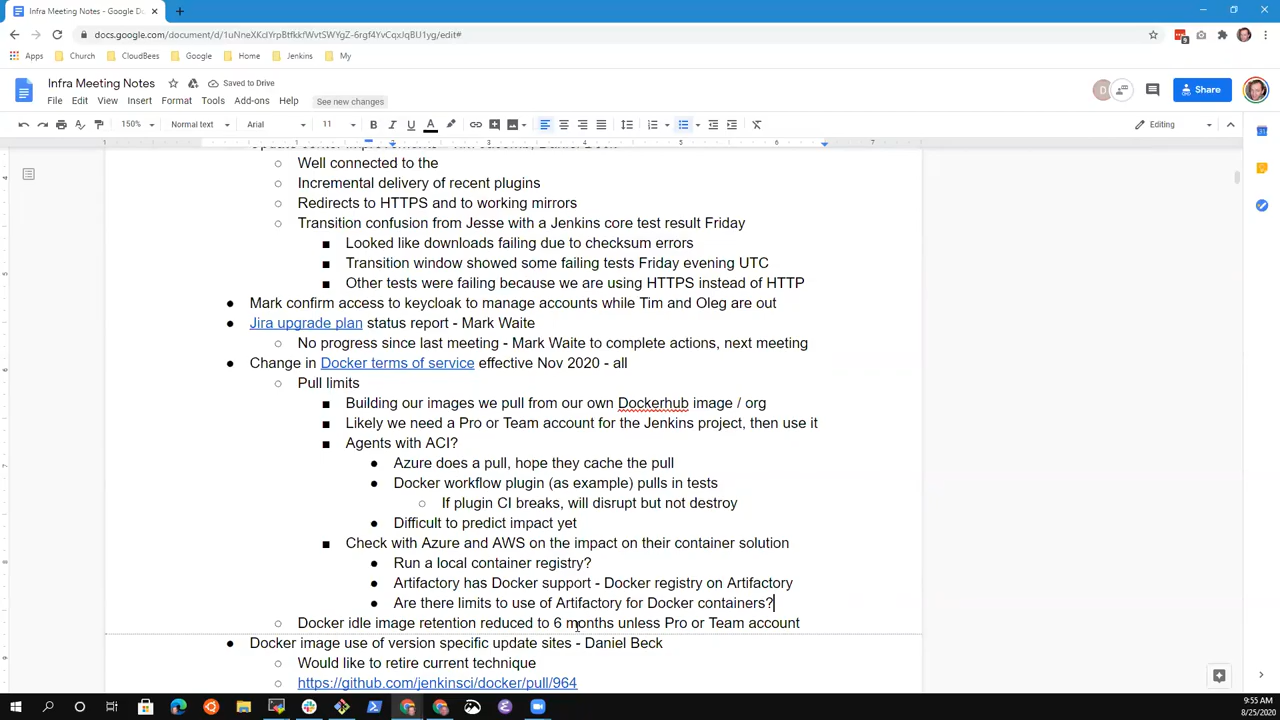 Infra Meeting Notes - Google Do
docs.google.com/document/d/1uNneXKclYrpBtfkkfWvtSWYgZ-6rgf4YvCqxJqBU1yg/edit#
Apps Church CloudBees Google Home Jenkins My
Infra Meeting Notes Saved to Drive
File Edit View Insert Format Tools Add-ons Help See new changes
D
Share
150% Normal text Arial 11 B I U A Editing
1 1 2 3 4 5 6 7
Well connected to the
Incremental delivery of recent plugins
Redirects to HTTPS and to working mirrors
Transition confusion from Jesse with a Jenkins core test result Friday
Looked like downloads failing due to checksum errors
Transition window showed some failing tests Friday evening UTC
Other tests were failing because we are using HTTPS instead of HTTP
Mark confirm access to keycloak to manage accounts while Tim and Oleg are out
Jira upgrade plan status report - Mark Waite
No progress since last meeting - Mark Waite to complete actions, next meeting
Change in Docker terms of service effective Nov 2020 - all
Pull limits
Building our images we pull from our own Dockerhub image / org
Likely we need a Pro or Team account for the Jenkins project, then use it
Agents with ACI?
Azure does a pull, hope they cache the pull
Docker workflow plugin (as example) pulls in tests
If plugin CI breaks, will disrupt but not destroy
Difficult to predict impact yet
Check with Azure and AWS on the impact on their container solution
Run a local container registry?
Artifactory has Docker support - Docker registry on Artifactory
Are there limits to use of Artifactory for Docker containers?
Docker idle image retention reduced to 6 months unless Pro or Team account
Docker image use of version specific update sites - Daniel Beck
Would like to retire current technique
https://github.com/jenkinsci/docker/pull/964
9:55 AM
8/25/2020